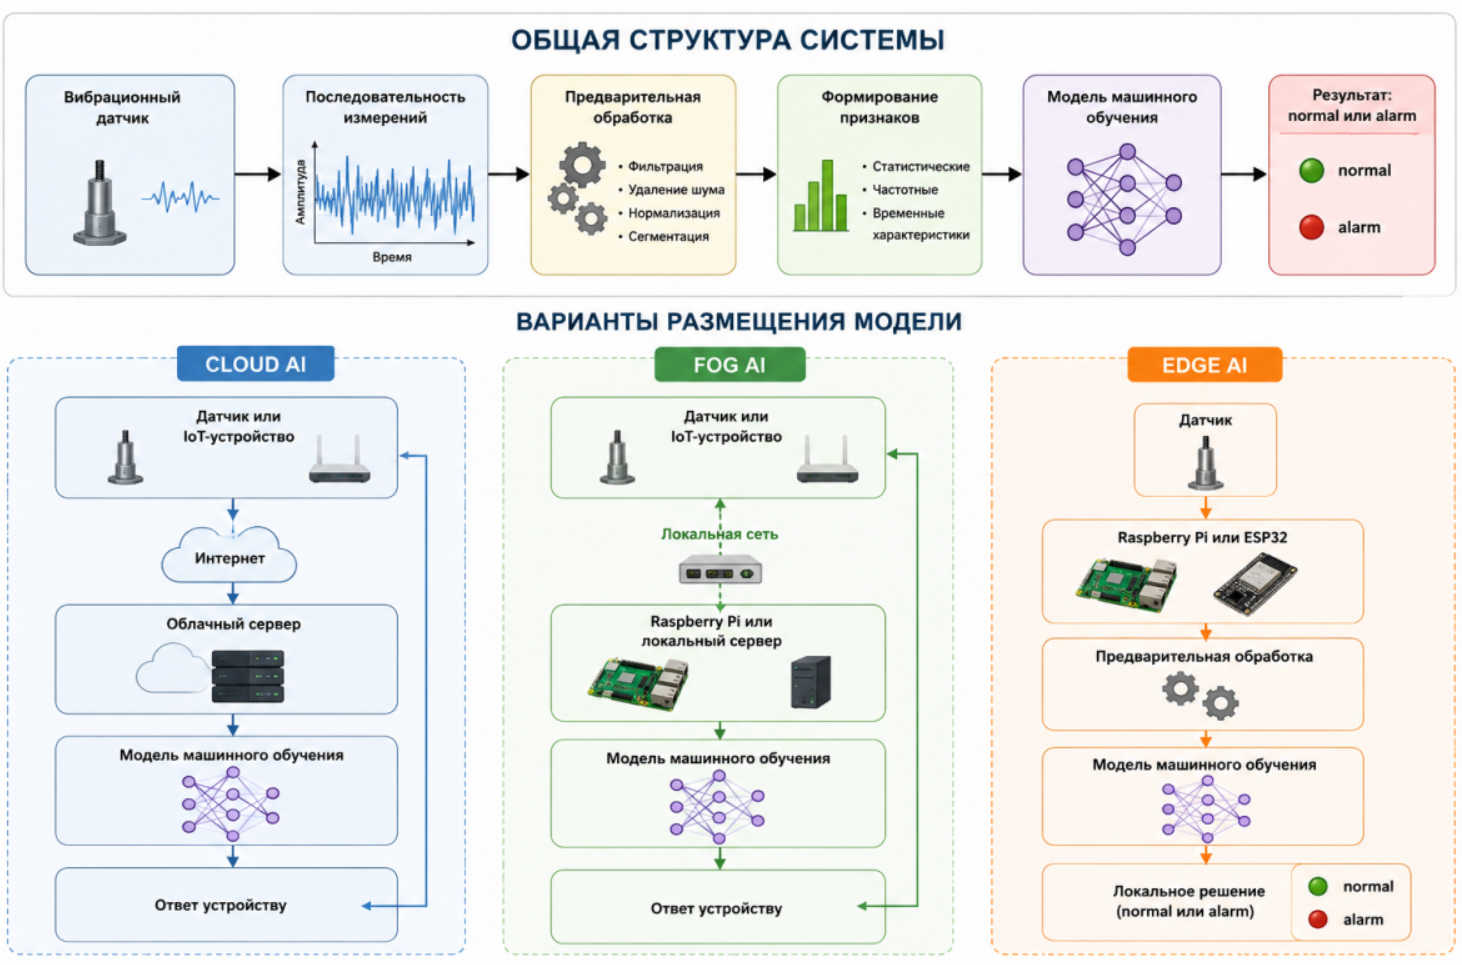 ОБЩАЯ СТРУКТУРА СИСТЕМЫ
Вибрационный
датчик
Последовательность
измерений
Амплитуда
Время
Предварительная
обработка
• Фильтрация
• Удаление шума
• Нормализация
• Сегментация
Формирование
признаков
• Статистические
• Частотные
• Временные
характеристики
Модель машинного
обучения
Результат:
normal или alarm
normal
alarm
ВАРИАНТЫ РАЗМЕЩЕНИЯ МОДЕЛИ
CLOUD AI
Датчик или
IoT-устройство
Интернет
Облачный сервер
Модель машинного обучения
Ответ устройству
FOG AI
Датчик или
IoT-устройство
Локальная сеть
Raspberry Pi или
локальный сервер
Модель машинного обучения
Ответ устройству
EDGE AI
Датчик
Raspberry Pi или ESP32
Предварительная обработка
Модель машинного обучения
Локальное решение
(normal или alarm)
normal
alarm